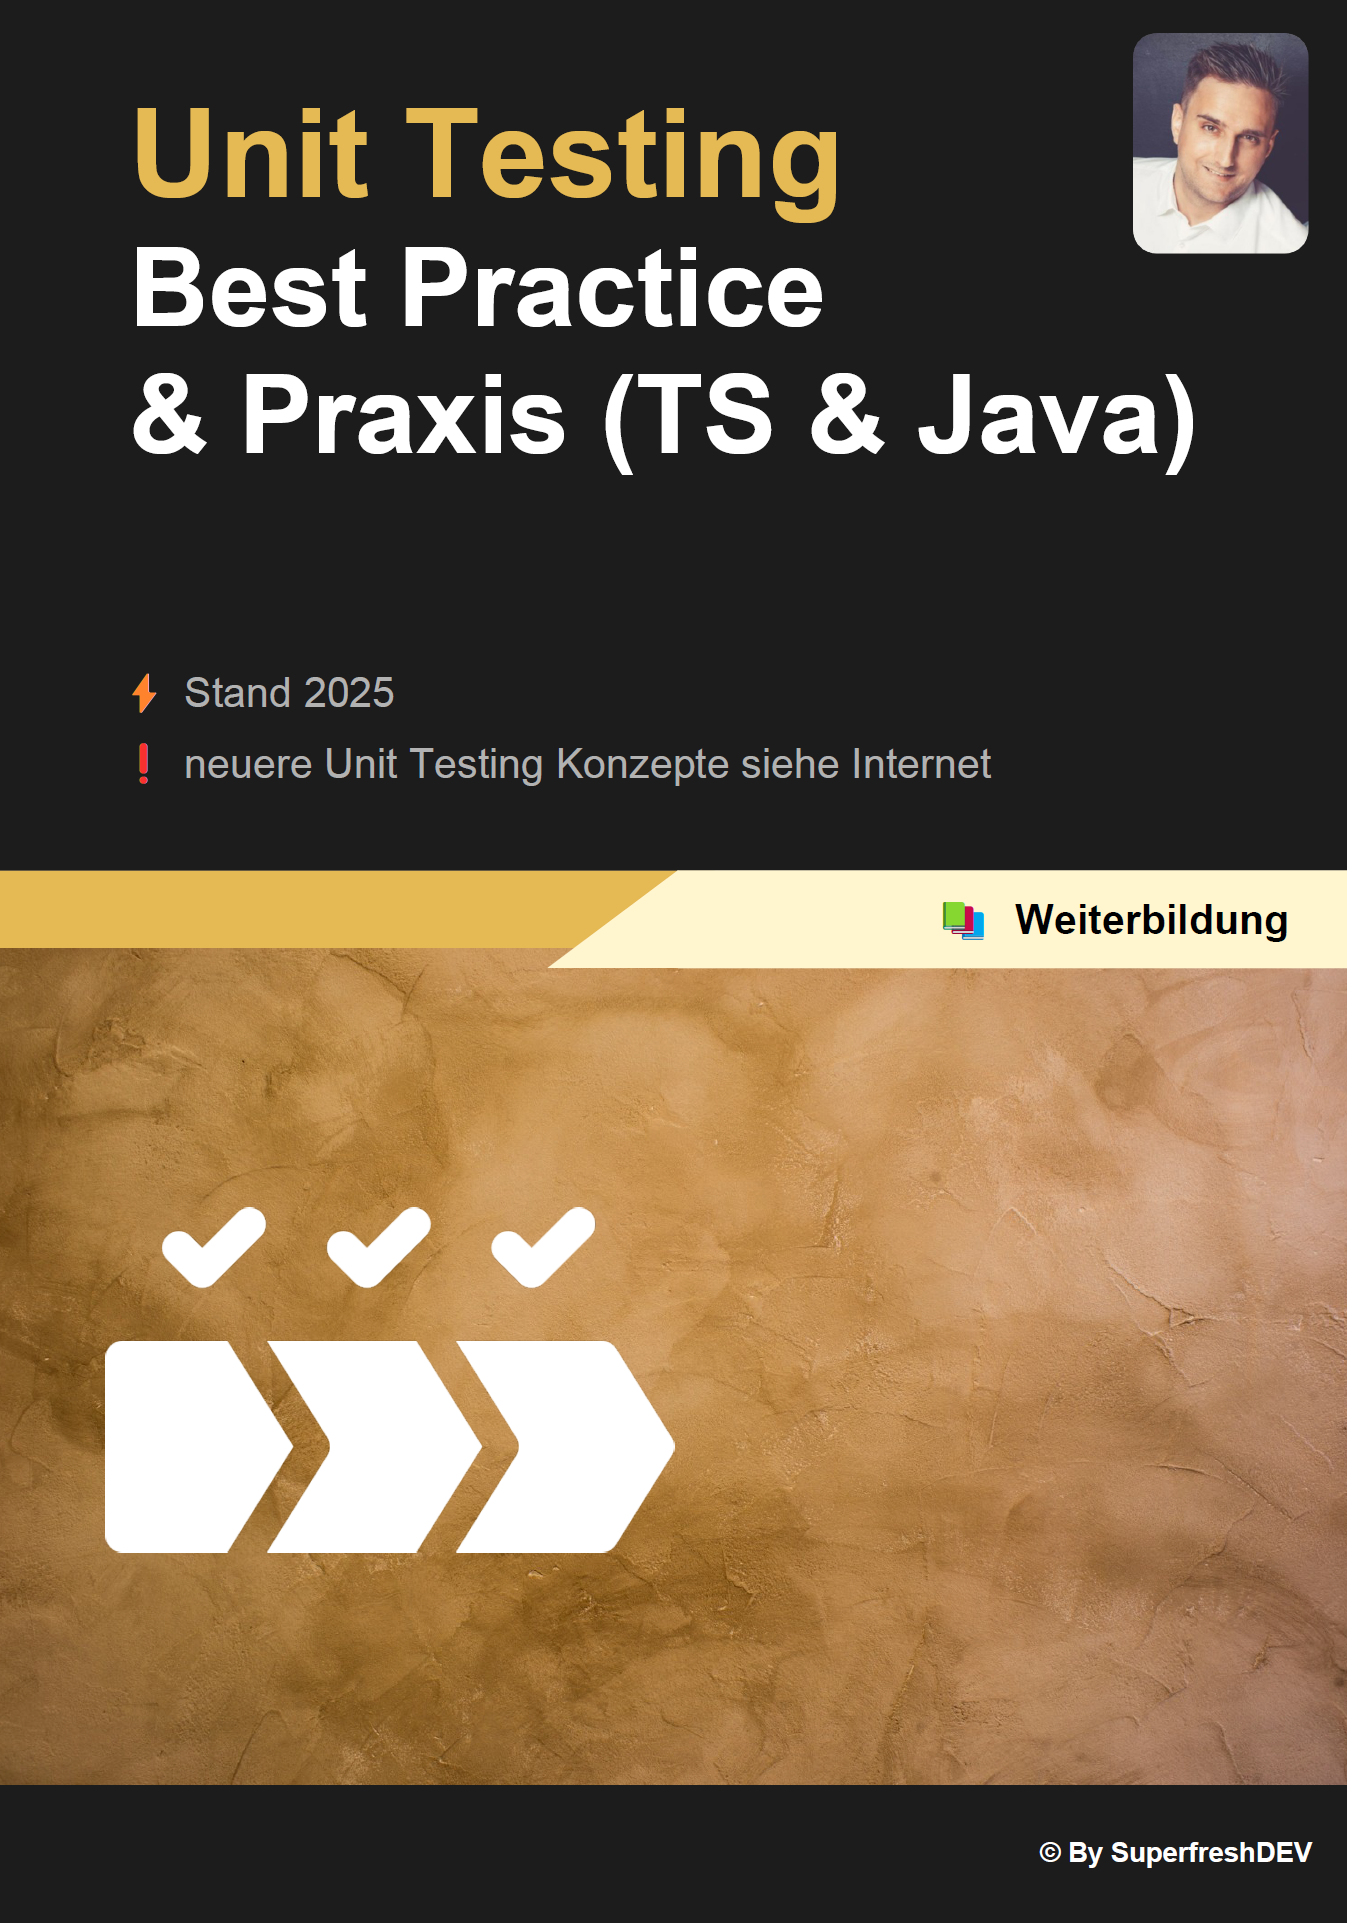 Unit Testing
Best Practice
& Praxis (TS & Java)
Stand 2025
neuere Unit Testing Konzepte siehe Internet
Weiterbildung
© By SuperfreshDEV